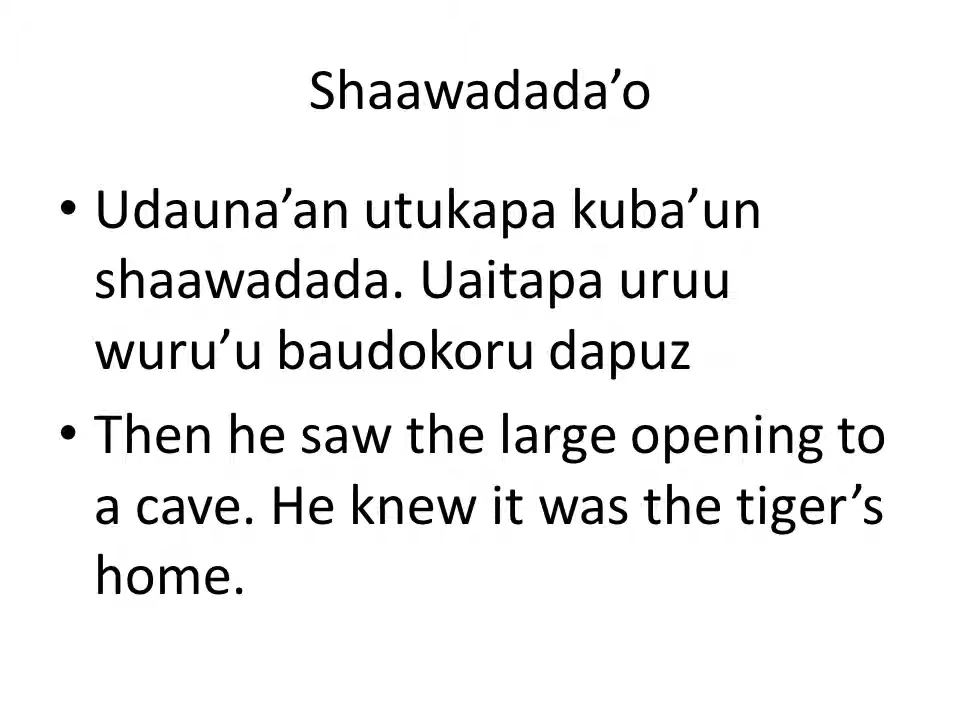 Shaawadada’o
• Udauna’an utukapa kuba’un
shaawadada. Uaitapa uruu
wuru’u baudokoru dapuz
• Then he saw the large opening to
a cave. He knew it was the tiger’s
home.